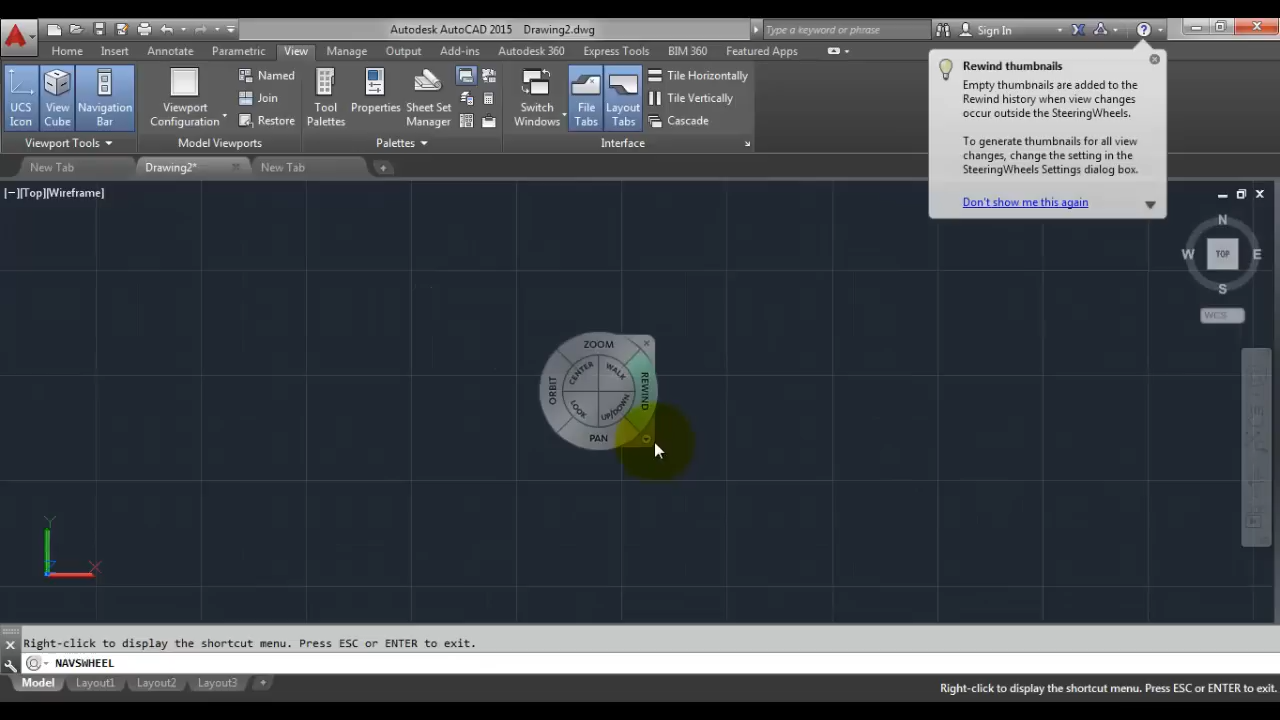 Autodesk AutoCAD 2015 Drawing2.dwg
Type a keyword or phrase
Sign In
Home Insert Annotate Parametric View Manage Output Add-ins Autodesk 360 Express Tools BIM 360 Featured Apps
UCS
Icon
View
Cube
Navigation
Bar
Viewport Tools
Viewport
Configuration
Named
Join
Restore
Model Viewports
Tool
Palettes
Properties
Sheet Set
Manager
Palettes
Switch
Windows
File
Tabs
Layout
Tabs
Tile Horizontally
Tile Vertically
Cascade
Interface
Rewind thumbnails
Empty thumbnails are added to the
Rewind history when view changes
occur outside the SteeringWheels.
To generate thumbnails for all view
changes, change the setting in the
SteeringWheels Settings dialog box.
Don't show me this again
New Tab Drawing2* New Tab
[−][Top][Wireframe]
N
W TOP E
S
WCS
ZOOM
CENTER WALK
ORBIT REWIND
LOOK UP/DOWN
PAN
Y
X
Right-click to display the shortcut menu. Press ESC or ENTER to exit.
NAVSWHEEL
Model Layout1 Layout2 Layout3 +
Right-click to display the shortcut menu. Press ESC or ENTER to exit.